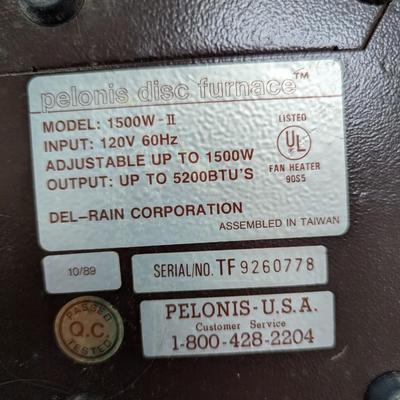 pelonis disc furnace™
MODEL: 1500W-II
INPUT: 120V 60Hz
ADJUSTABLE UP TO 1500W
OUTPUT: UP TO 5200BTU'S
DEL-RAIN CORPORATION
LISTED
UL
FAN HEATER
90S5
ASSEMBLED IN TAIWAN
10/89
SERIAL/NO. TF 9260778
PASSED
Q.C.
TESTED
PELONIS-U.S.A.
Customer Service
1-800-428-2204